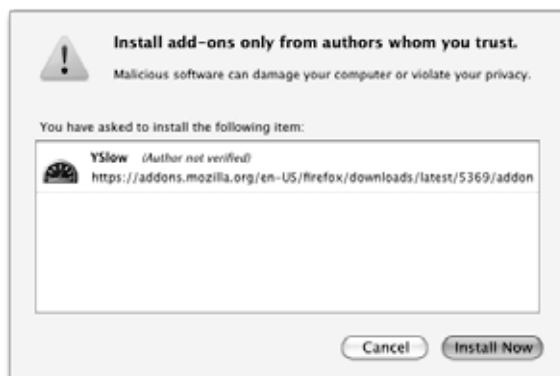 Install add-ons only from authors whom you trust.
Malicious software can damage your computer or violate your privacy.
You have asked to install the following item:
YSlow (Author not verified)
https://addons.mozilla.org/en-US/firefox/downloads/latest/5369/addon
Cancel Install Now